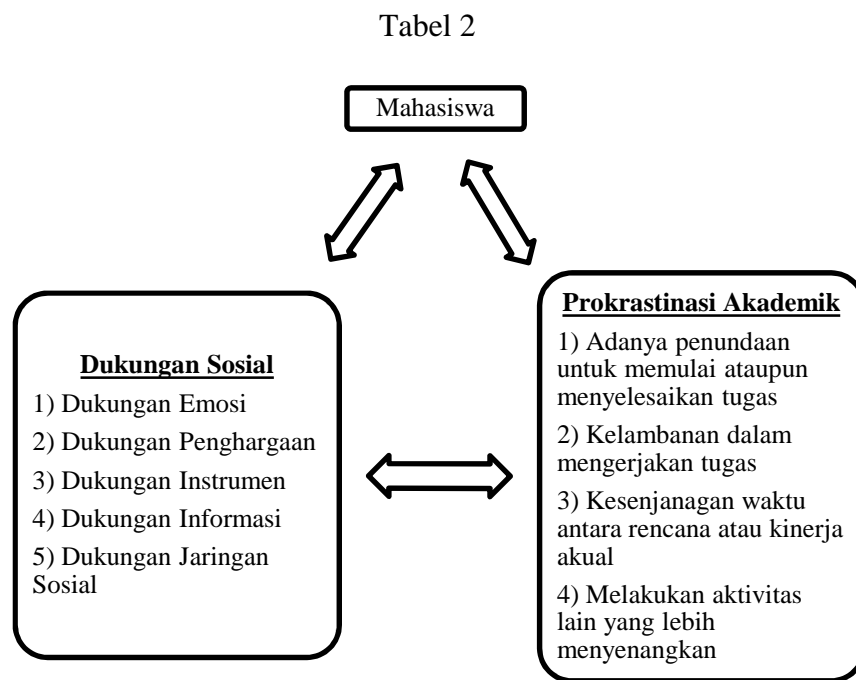 Tabel 2
Mahasiswa
Dukungan Sosial
1) Dukungan Emosi
2) Dukungan Penghargaan
3) Dukungan Instrumen
4) Dukungan Informasi
5) Dukungan Jaringan
Sosial
Prokrastinasi Akademik
1) Adanya penundaan
untuk memulai ataupun
menyelesaikan tugas
2) Kelambanan dalam
mengerjakan tugas
3) Kesenjanagan waktu
antara rencana atau kinerja
akual
4) Melakukan aktivitas
lain yang lebih
menyenangkan